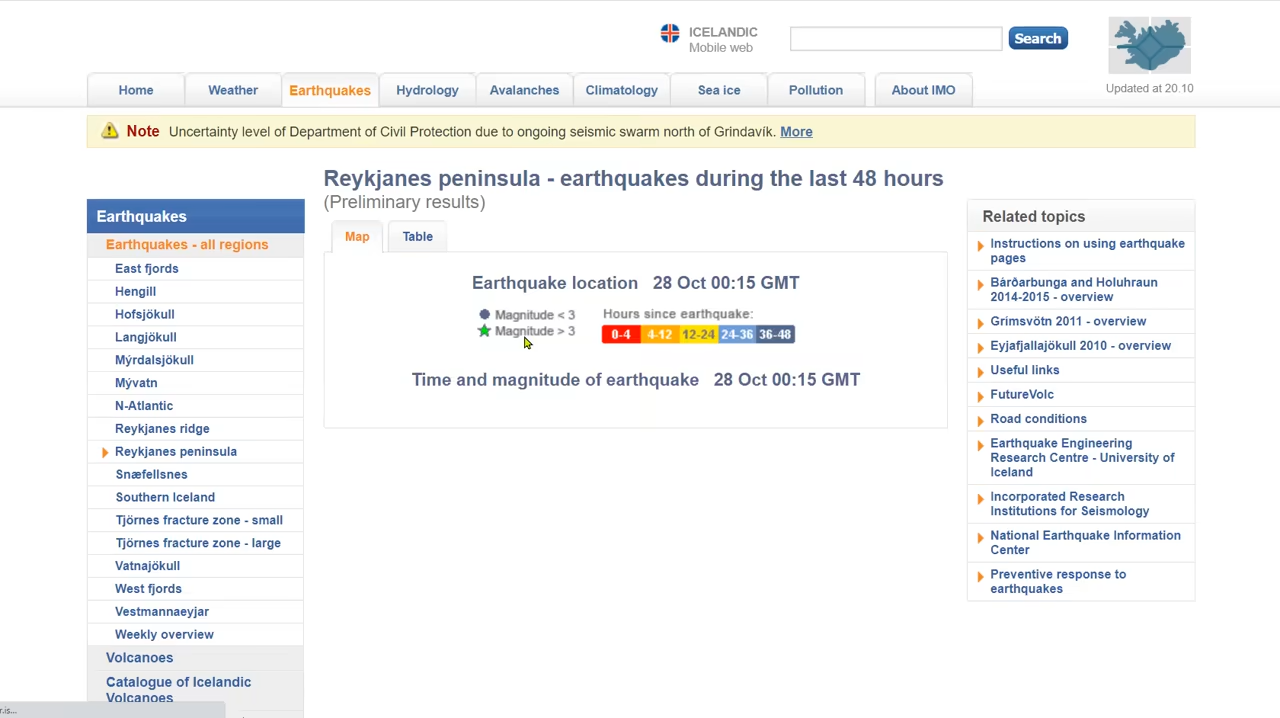 ICELANDIC
Mobile web
Search
Updated at 20.10
Home
Weather
Earthquakes
Hydrology
Avalanches
Climatology
Sea ice
Pollution
About IMO
Note Uncertainty level of Department of Civil Protection due to ongoing seismic swarm north of Grindavík. More
Earthquakes
Earthquakes - all regions
East fjords
Hengill
Hofsjökull
Langjökull
Mýrdalsjökull
Mývatn
N-Atlantic
Reykjanes ridge
Reykjanes peninsula
Snæfellsnes
Southern Iceland
Tjörnes fracture zone - small
Tjörnes fracture zone - large
Vatnajökull
West fjords
Vestmannaeyjar
Weekly overview
Volcanoes
Catalogue of Icelandic
Volcanoes
r.is...
Reykjanes peninsula - earthquakes during the last 48 hours
(Preliminary results)
Map
Table
Earthquake location 28 Oct 00:15 GMT
Magnitude < 3
Magnitude > 3
Hours since earthquake:
0-4 4-12 12-24 24-36 36-48
Time and magnitude of earthquake 28 Oct 00:15 GMT
Related topics
Instructions on using earthquake
pages
Bárðarbunga and Holuhraun
2014-2015 - overview
Grímsvötn 2011 - overview
Eyjafjallajökull 2010 - overview
Useful links
FutureVolc
Road conditions
Earthquake Engineering
Research Centre - University of
Iceland
Incorporated Research
Institutions for Seismology
National Earthquake Information
Center
Preventive response to
earthquakes